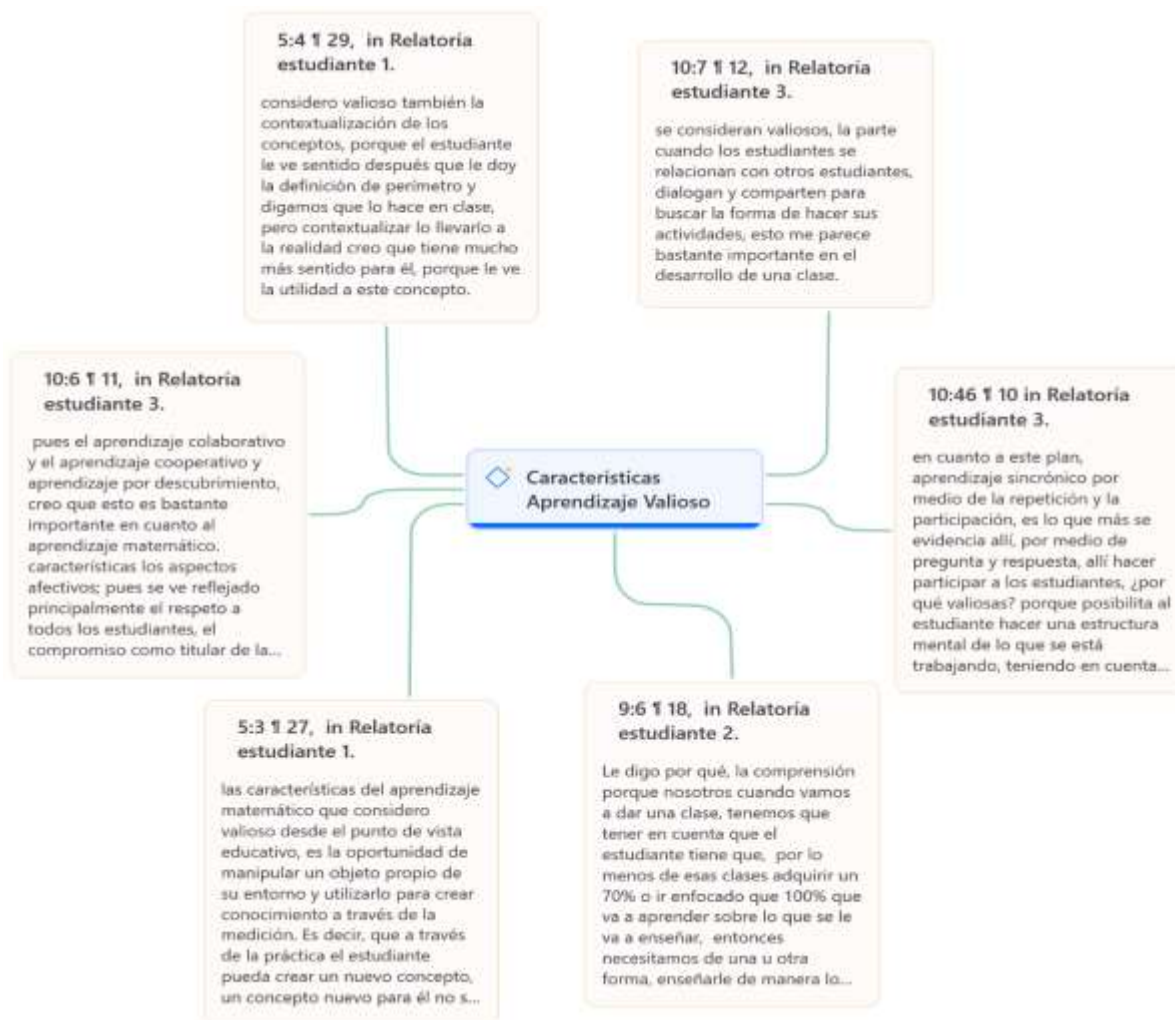 5:4 ¶ 29, in Relatoría
estudiante 1.
considero valioso también la
contextualización de los
conceptos, porque el estudiante
le ve sentido después que le doy
la definición de perímetro y
digamos que lo hace en clase,
pero contextualizar lo llevarlo a
la realidad creo que tiene mucho
más sentido para él, porque le ve
la utilidad a este concepto.
10:7 ¶ 12, in Relatoría
estudiante 3.
se consideran valiosos, la parte
cuando los estudiantes se
relacionan con otros estudiantes,
dialogan y comparten para
buscar la forma de hacer sus
actividades, esto me parece
bastante importante en el
desarrollo de una clase.
10:6 ¶ 11, in Relatoría
estudiante 3.
pues el aprendizaje colaborativo
y el aprendizaje cooperativo y
aprendizaje por descubrimiento,
creo que esto es bastante
importante en cuanto al
aprendizaje matemático.
características los aspectos
afectivos; pues se ve reflejado
principalmente el respeto a
todos los estudiantes, el
compromiso como titular de la...
Características
Aprendizaje Valioso
10:46 ¶ 10 in Relatoría
estudiante 3.
en cuanto a este plan,
aprendizaje sincrónico por
medio de la repetición y la
participación, es lo que más se
evidencia allí, por medio de
pregunta y respuesta, allí hacer
participar a los estudiantes, ¿por
qué valiosas? porque posibilita al
estudiante hacer una estructura
mental de lo que se está
trabajando, teniendo en cuenta...
5:3 ¶ 27, in Relatoría
estudiante 1.
las características del aprendizaje
matemático que considero
valioso desde el punto de vista
educativo, es la oportunidad de
manipular un objeto propio de
su entorno y utilizarlo para crear
conocimiento a través de la
medición. Es decir, que a través
de la práctica el estudiante
pueda crear un nuevo concepto,
un concepto nuevo para él no s...
9:6 ¶ 18, in Relatoría
estudiante 2.
Le digo por qué, la comprensión
porque nosotros cuando vamos
a dar una clase, tenemos que
tener en cuenta que el
estudiante tiene que, por lo
menos de esas clases adquirir un
70% o ir enfocado que 100% que
va a aprender sobre lo que se le
va a enseñar, entonces
necesitamos de una u otra
forma, enseñarle de manera lo...